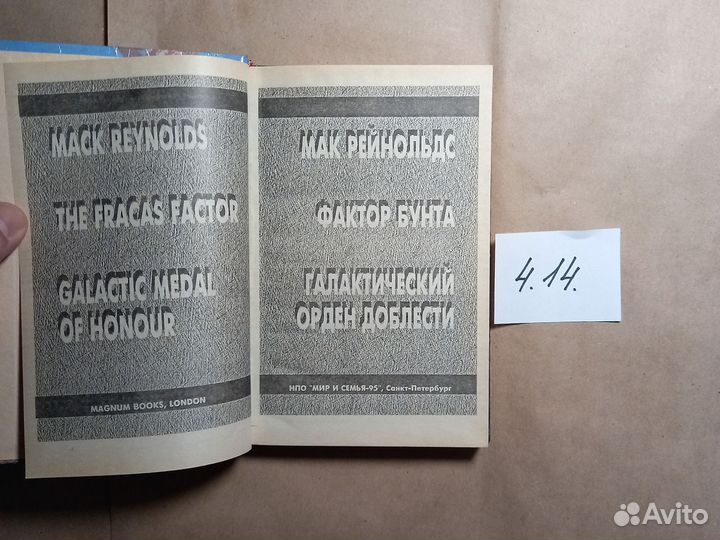 MACK REYNOLDS
THE FRACAS FACTOR
GALACTIC MEDAL
OF HONOUR
MAGNUM BOOKS, LONDON
МАК РЕЙНОЛЬДС
ФАКТОР БУНТА
ГАЛАКТИЧЕСКИЙ
ОРДЕН ДОБЛЕСТИ
НПО "МИР И СЕМЬЯ-95", Санкт-Петербург
4.14.
Avito